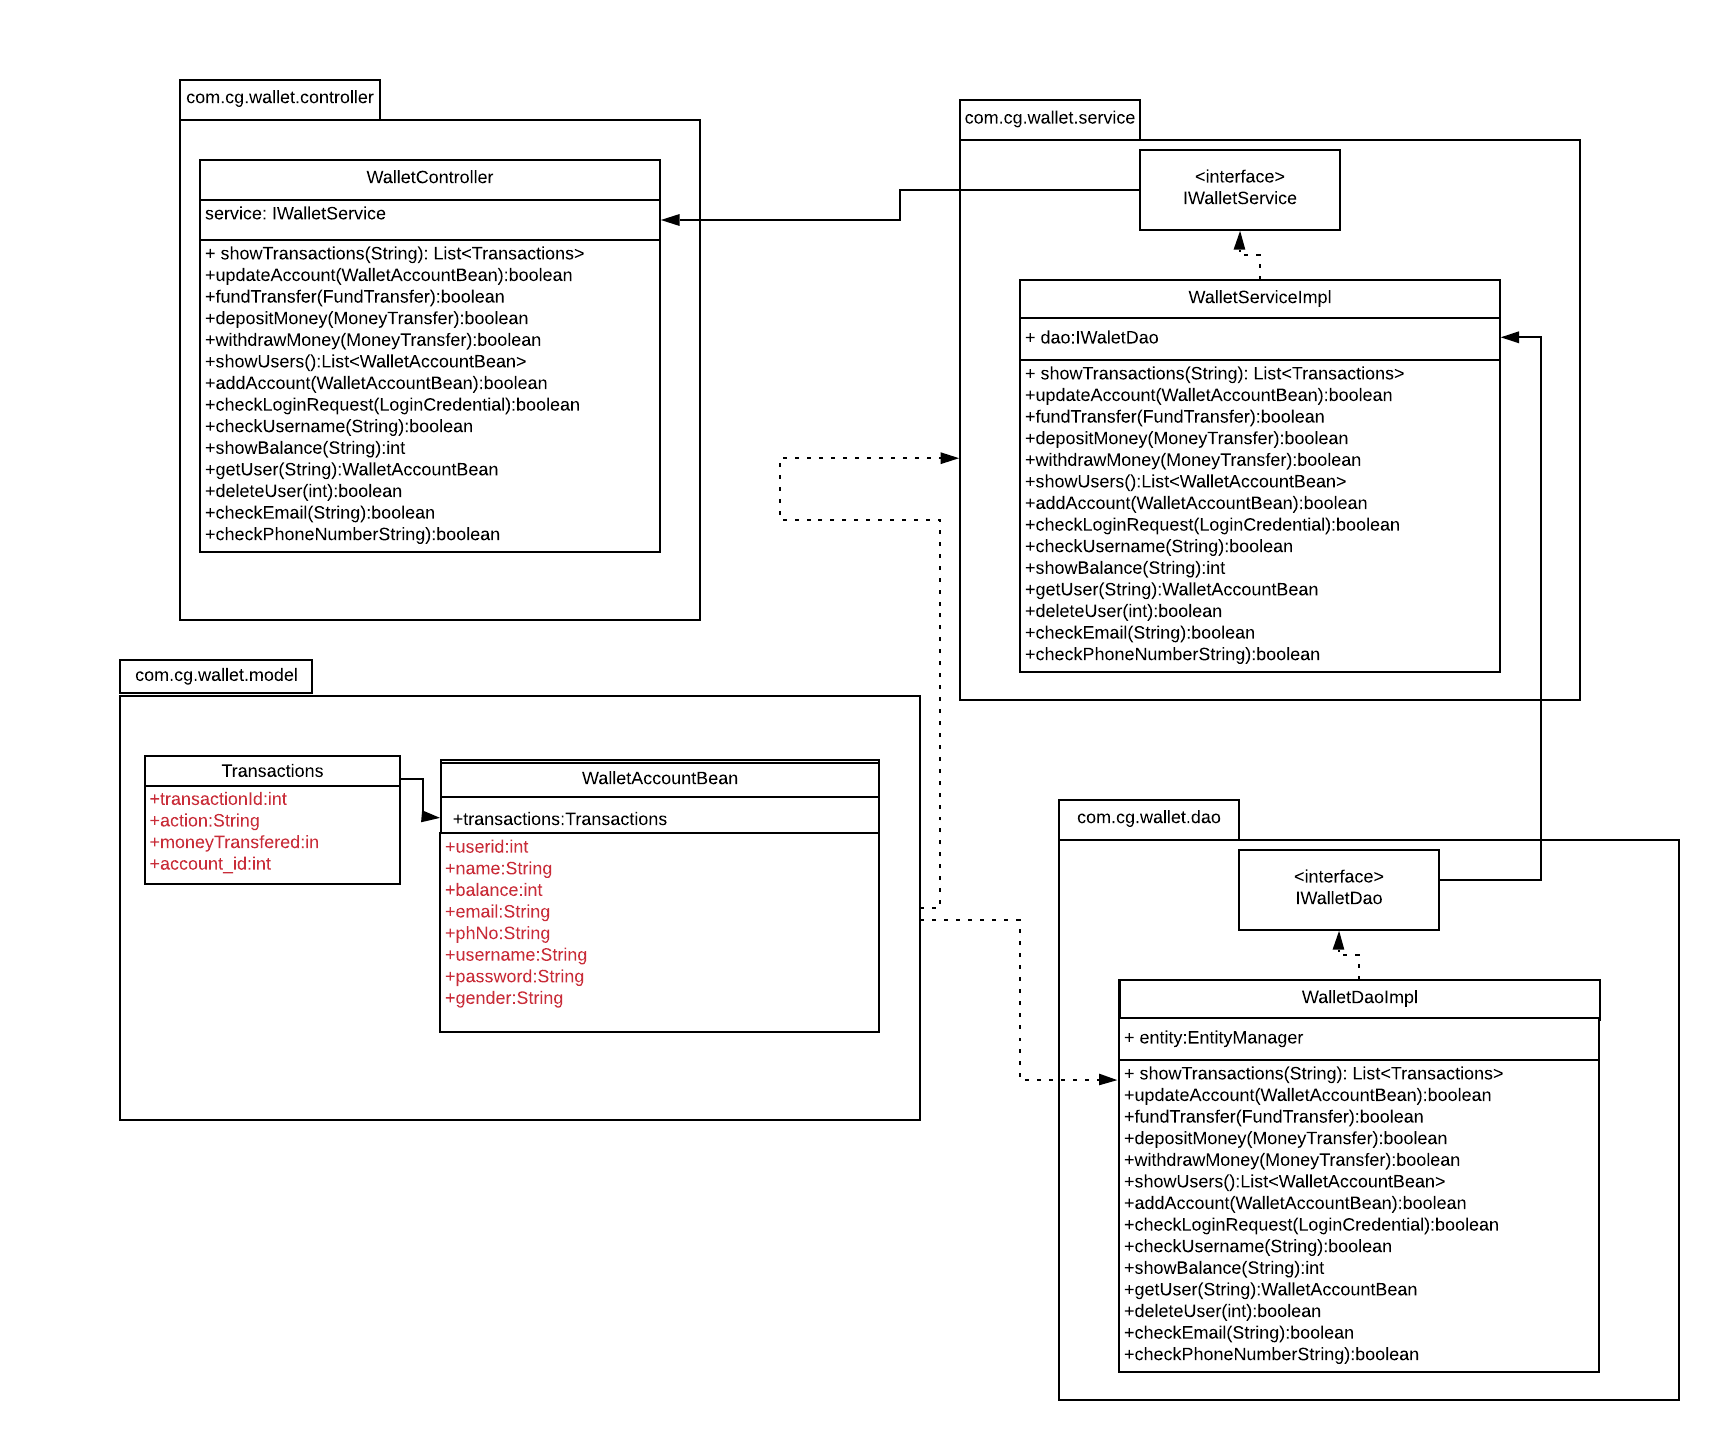 com.cg.wallet.controller
WalletController
service: IWalletService
+ showTransactions(String): List<Transactions>
+updateAccount(WalletAccountBean):boolean
+fundTransfer(FundTransfer):boolean
+depositMoney(MoneyTransfer):boolean
+withdrawMoney(MoneyTransfer):boolean
+showUsers():List<WalletAccountBean>
+addAccount(WalletAccountBean):boolean
+checkLoginRequest(LoginCredential):boolean
+checkUsername(String):boolean
+showBalance(String):int
+getUser(String):WalletAccountBean
+deleteUser(int):boolean
+checkEmail(String):boolean
+checkPhoneNumberString):boolean
com.cg.wallet.service
<interface>
IWalletService
WalletServiceImpl
+ dao:IWaletDao
+ showTransactions(String): List<Transactions>
+updateAccount(WalletAccountBean):boolean
+fundTransfer(FundTransfer):boolean
+depositMoney(MoneyTransfer):boolean
+withdrawMoney(MoneyTransfer):boolean
+showUsers():List<WalletAccountBean>
+addAccount(WalletAccountBean):boolean
+checkLoginRequest(LoginCredential):boolean
+checkUsername(String):boolean
+showBalance(String):int
+getUser(String):WalletAccountBean
+deleteUser(int):boolean
+checkEmail(String):boolean
+checkPhoneNumberString):boolean
com.cg.wallet.model
Transactions
+transactionId:int
+action:String
+moneyTransfered:in
+account_id:int
WalletAccountBean
+transactions:Transactions
+userid:int
+name:String
+balance:int
+email:String
+phNo:String
+username:String
+password:String
+gender:String
com.cg.wallet.dao
<interface>
IWalletDao
WalletDaoImpl
+ entity:EntityManager
+ showTransactions(String): List<Transactions>
+updateAccount(WalletAccountBean):boolean
+fundTransfer(FundTransfer):boolean
+depositMoney(MoneyTransfer):boolean
+withdrawMoney(MoneyTransfer):boolean
+showUsers():List<WalletAccountBean>
+addAccount(WalletAccountBean):boolean
+checkLoginRequest(LoginCredential):boolean
+checkUsername(String):boolean
+showBalance(String):int
+getUser(String):WalletAccountBean
+deleteUser(int):boolean
+checkEmail(String):boolean
+checkPhoneNumberString):boolean